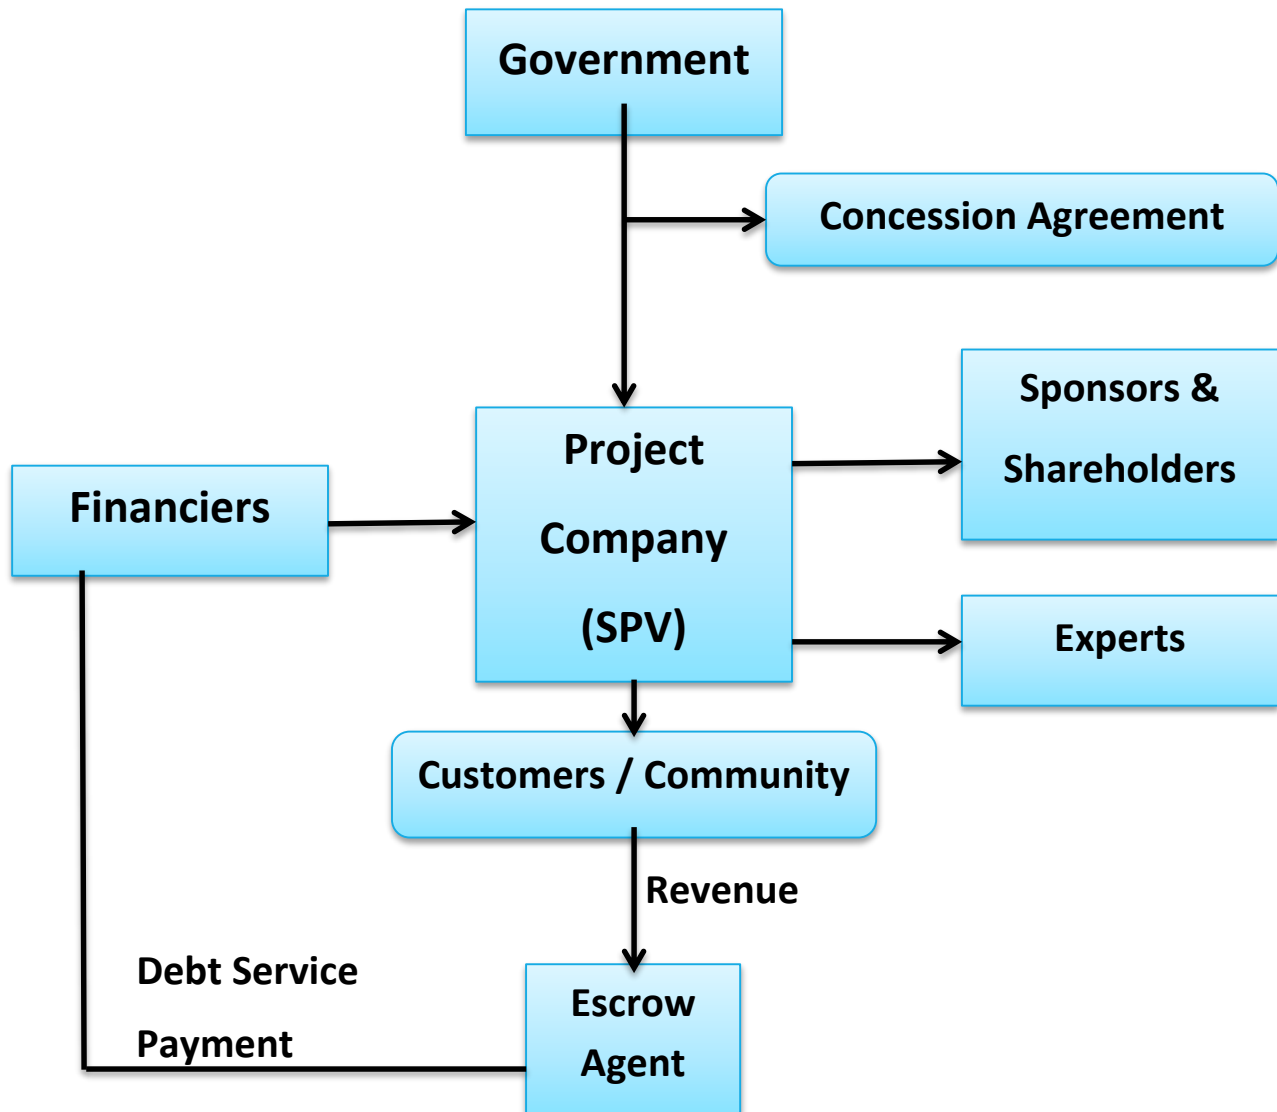 Government
Concession Agreement
Sponsors &
Shareholders
Project
Company
(SPV)
Financiers
Experts
Customers / Community
Revenue
Debt Service
Payment
Escrow
Agent